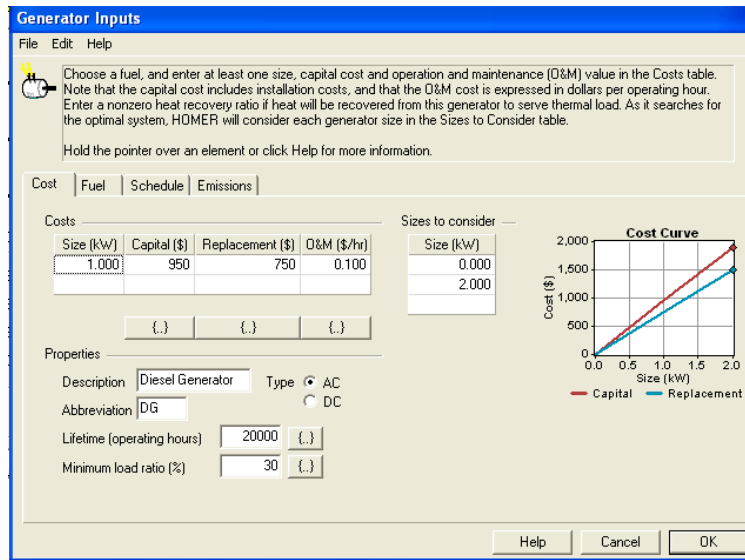 Generator Inputs
File Edit Help
Choose a fuel, and enter at least one size, capital cost and operation and maintenance (O&M) value in the Costs table.
Note that the capital cost includes installation costs, and that the O&M cost is expressed in dollars per operating hour.
Enter a nonzero heat recovery ratio if heat will be recovered from this generator to serve thermal load. As it searches for
the optimal system, HOMER will consider each generator size in the Sizes to Consider table.
Hold the pointer over an element or click Help for more information.
Cost Fuel Schedule Emissions
Costs
Size (kW) Capital ($) Replacement ($) O&M ($/hr)
1.000 950 750 0.100
{..} {..} {..}
Sizes to consider
Size (kW)
0.000
2.000
Cost Curve
2,000
1,500
1,000
500
0
Cost ($)
0.0 0.5 1.0 1.5 2.0
Size (kW)
Capital Replacement
Properties
Description Diesel Generator Type AC
DC
Abbreviation DG
Lifetime (operating hours) 20000 {..}
Minimum load ratio (%) 30 {..}
Help Cancel OK